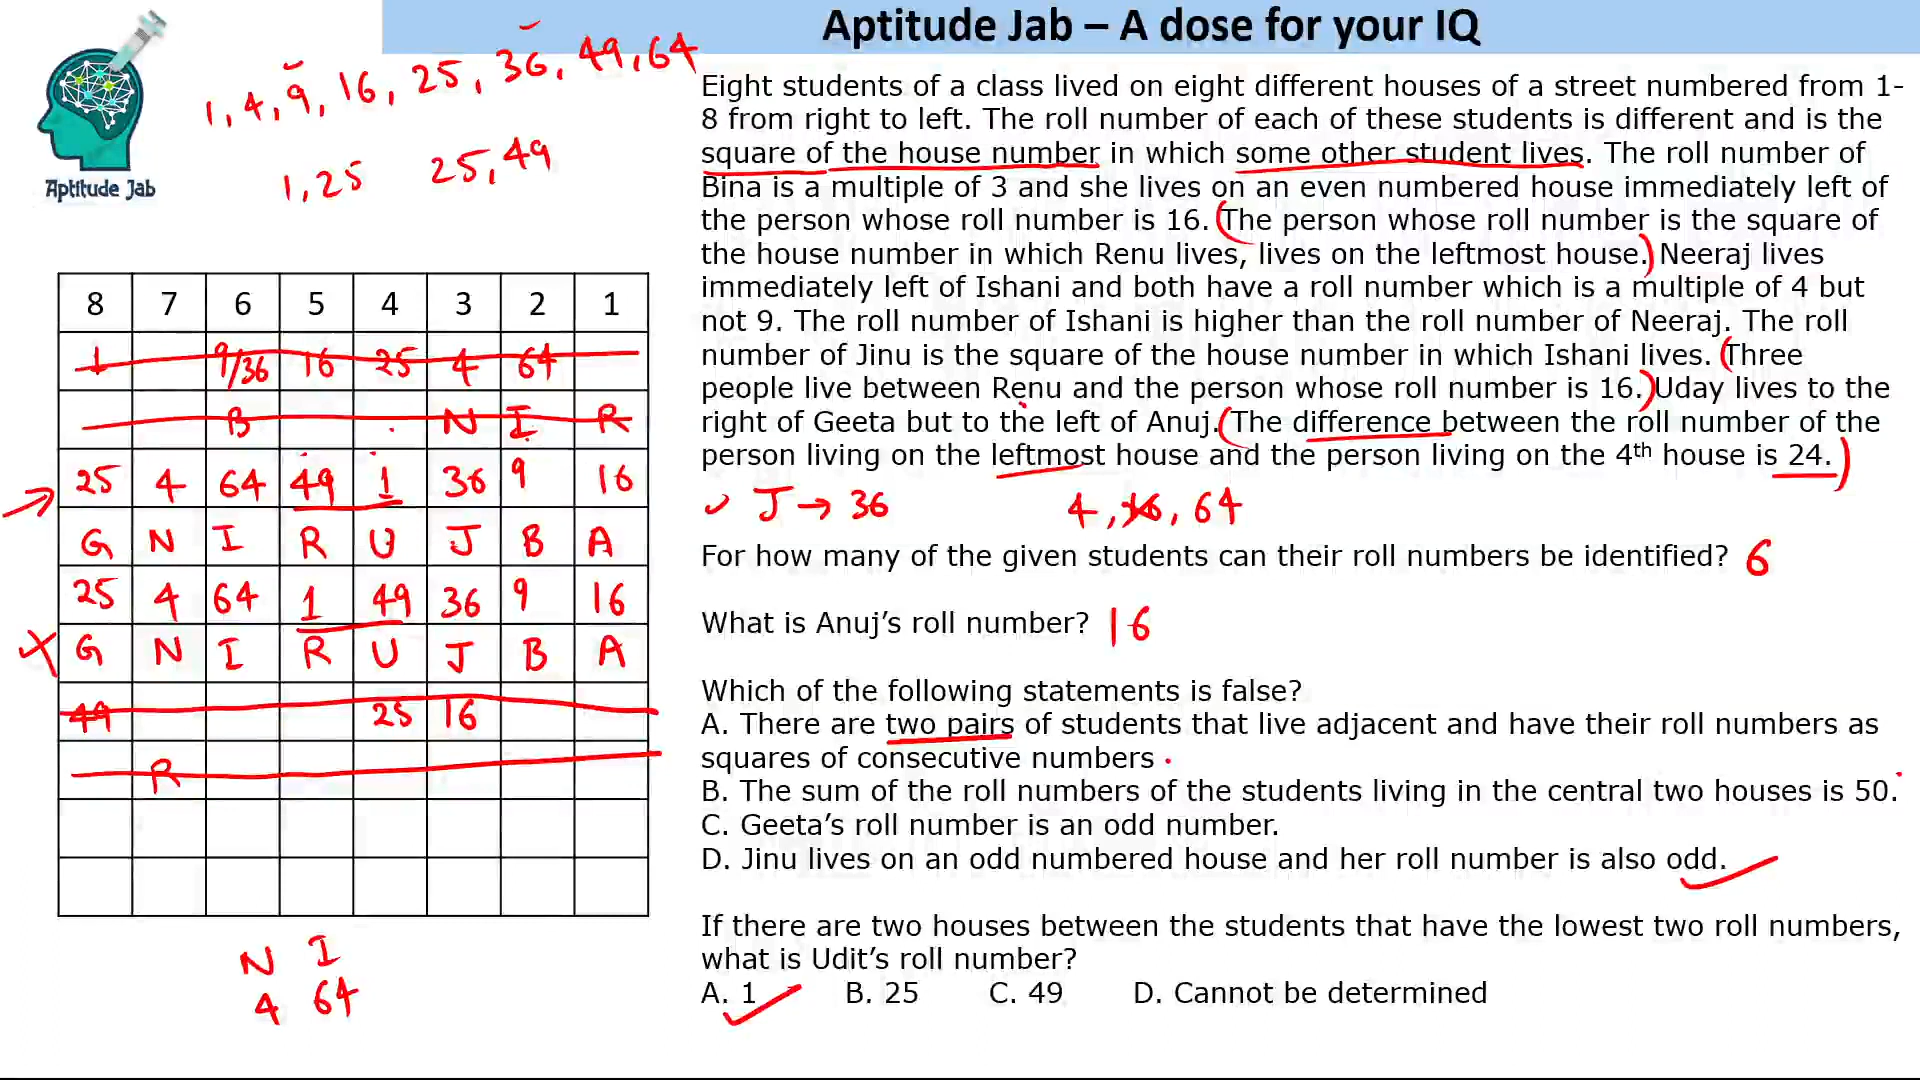 Aptitude Jab – A dose for your IQ
Aptitude Jab
1, 4, 9, 16, 25, 36, 49, 64
1, 25 25, 49
Eight students of a class lived on eight different houses of a street numbered from 1-
8 from right to left. The roll number of each of these students is different and is the
square of the house number in which some other student lives. The roll number of
Bina is a multiple of 3 and she lives on an even numbered house immediately left of
the person whose roll number is 16. (The person whose roll number is the square of
the house number in which Renu lives, lives on the leftmost house.) Neeraj lives
immediately left of Ishani and both have a roll number which is a multiple of 4 but
not 9. The roll number of Ishani is higher than the roll number of Neeraj. The roll
number of Jinu is the square of the house number in which Ishani lives. (Three
people live between Renu and the person whose roll number is 16.) Uday lives to the
right of Geeta but to the left of Anuj. (The difference between the roll number of the
person living on the leftmost house and the person living on the 4th house is 24.)
J → 36 4, 16, 64
For how many of the given students can their roll numbers be identified? 6
What is Anuj’s roll number? 16
Which of the following statements is false?
A. There are two pairs of students that live adjacent and have their roll numbers as
squares of consecutive numbers
B. The sum of the roll numbers of the students living in the central two houses is 50.
C. Geeta’s roll number is an odd number.
D. Jinu lives on an odd numbered house and her roll number is also odd.
If there are two houses between the students that have the lowest two roll numbers,
what is Udit’s roll number?
A. 1 B. 25 C. 49 D. Cannot be determined
8 7 6 5 4 3 2 1
1 9/36 16 25 4 64
B N I R
25 4 64 49 1 36 9 16
G N I R U J B A
25 4 64 1 49 36 9 16
G N I R U J B A
49 25 16
R
N I
4 64